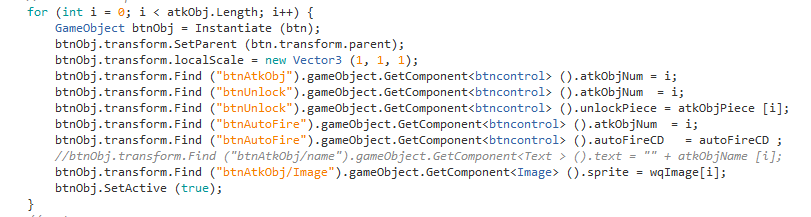 for (int i = 0; i < atkObj.Length; i++) {
GameObject btnObj = Instantiate (btn);
btnObj.transform.SetParent (btn.transform.parent);
btnObj.transform.localScale = new Vector3 (1, 1, 1);
btnObj.transform.Find ("btnAtkObj").gameObject.GetComponent<btncontrol> ().atkObjNum = i;
btnObj.transform.Find ("btnUnlock").gameObject.GetComponent<btncontrol> ().atkObjNum  = i;
btnObj.transform.Find ("btnUnlock").gameObject.GetComponent<btncontrol> ().unlockPiece = atkObjPiece [i];
btnObj.transform.Find ("btnAutoFire").gameObject.GetComponent<btncontrol> ().atkObjNum  = i;
btnObj.transform.Find ("btnAutoFire").gameObject.GetComponent<btncontrol> ().autoFireCD   = autoFireCD ;
//btnObj.transform.Find ("btnAtkObj/name").gameObject.GetComponent<Text > ().text = "" + atkObjName [i];
btnObj.transform.Find ("btnAtkObj/Image").gameObject.GetComponent<Image> ().sprite = wqImage[i];
btnObj.SetActive (true);
}